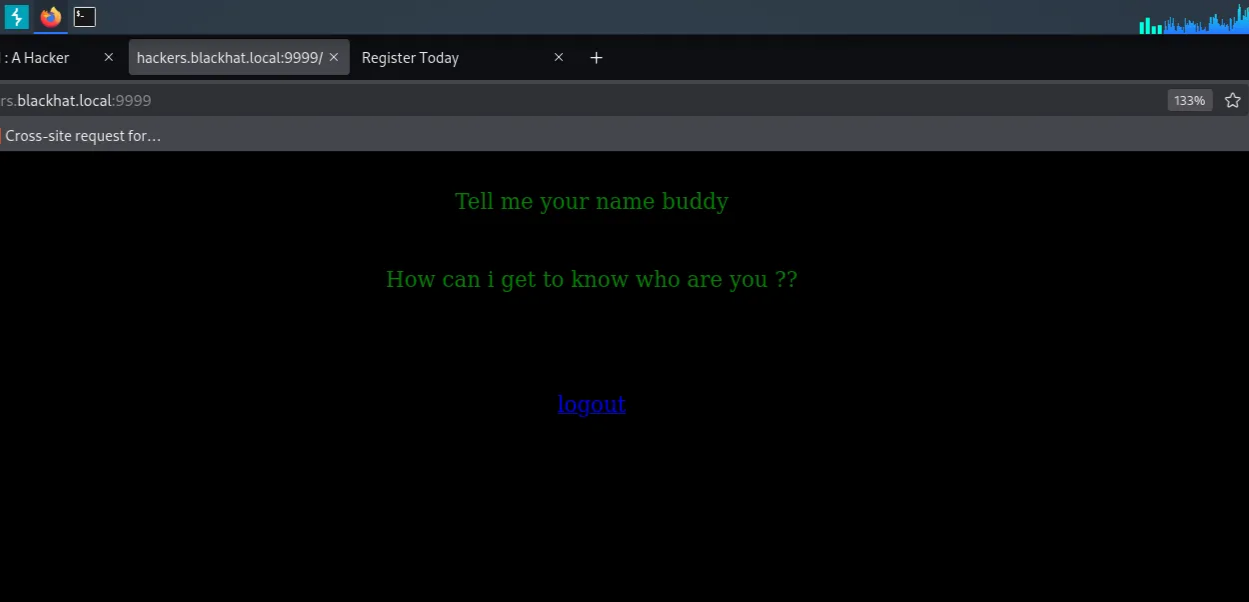 : A Hacker
hackers.blackhat.local:9999/
Register Today
rs.blackhat.local:9999
133%
Cross-site request for…
Tell me your name buddy
How can i get to know who are you ??
logout